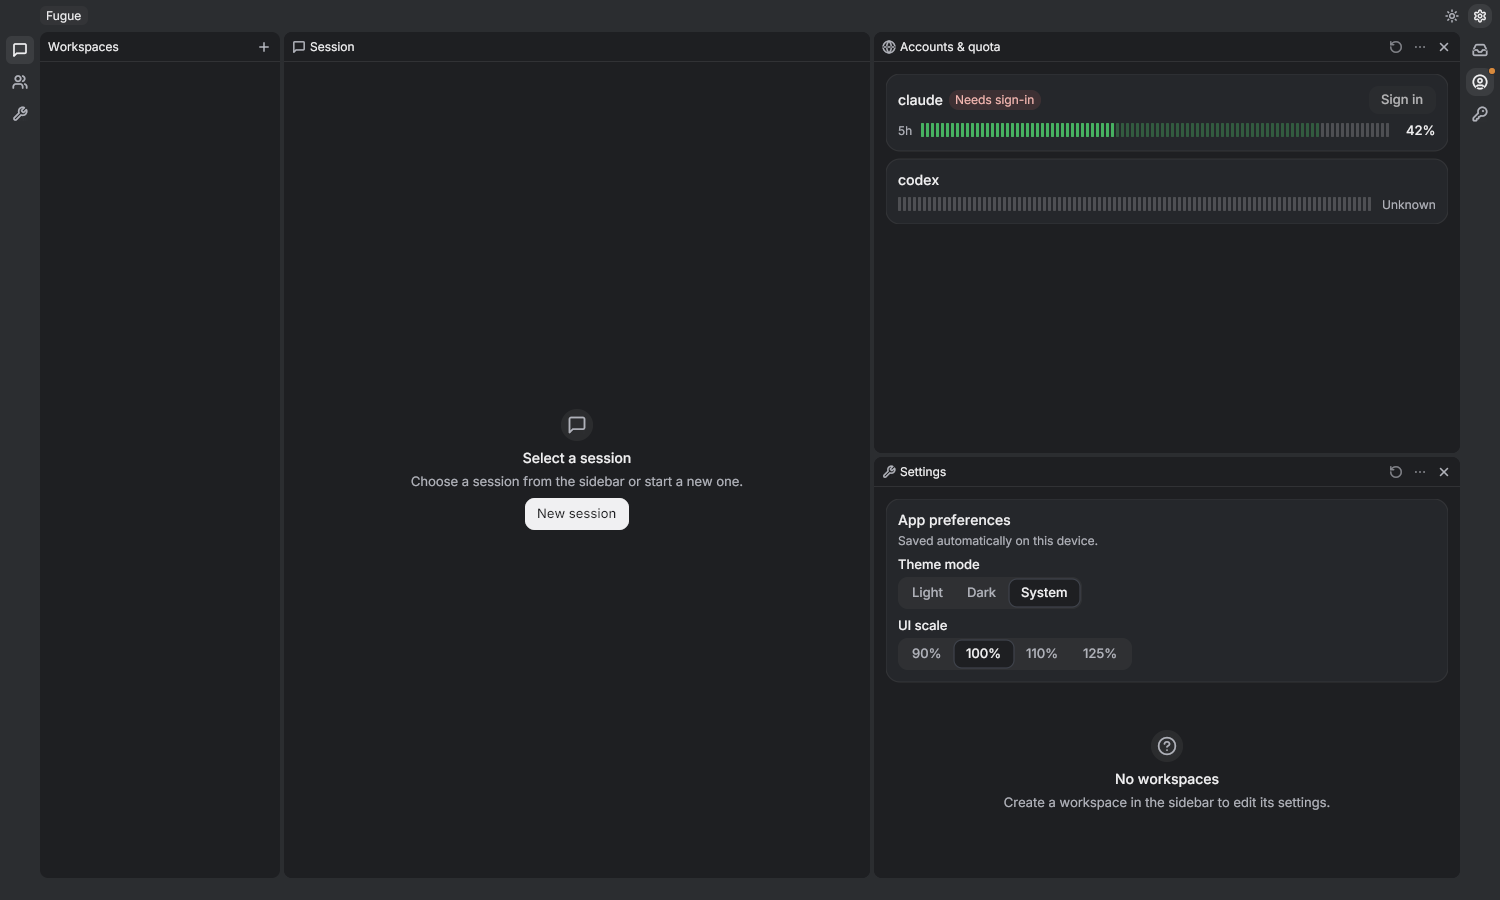 Fugue
Workspaces
Session
Select a session
Choose a session from the sidebar or start a new one.
New session
Accounts & quota
claude Needs sign-in Sign in
5h 42%
codex
Unknown
Settings
App preferences
Saved automatically on this device.
Theme mode
Light Dark System
UI scale
90% 100% 110% 125%
No workspaces
Create a workspace in the sidebar to edit its settings.